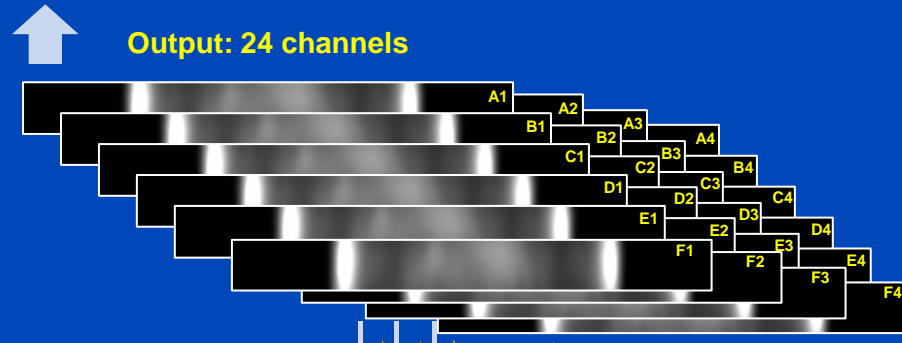 Output: 24 channels
A1
A2
A3
A4
B1
B2
B3
B4
C1
C2
C3
C4
D1
D2
D3
D4
E1
E2
E3
E4
F1
F2
F3
F4